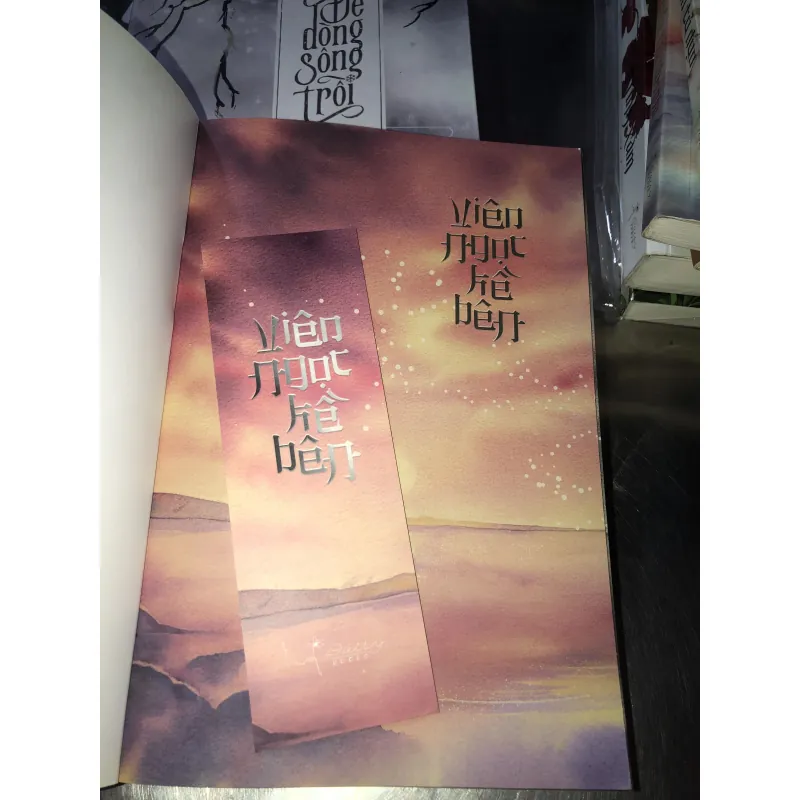 Để
dòng
sông
trôi
Viên
ngọc
kề
bên
Viên
ngọc
kề
bên